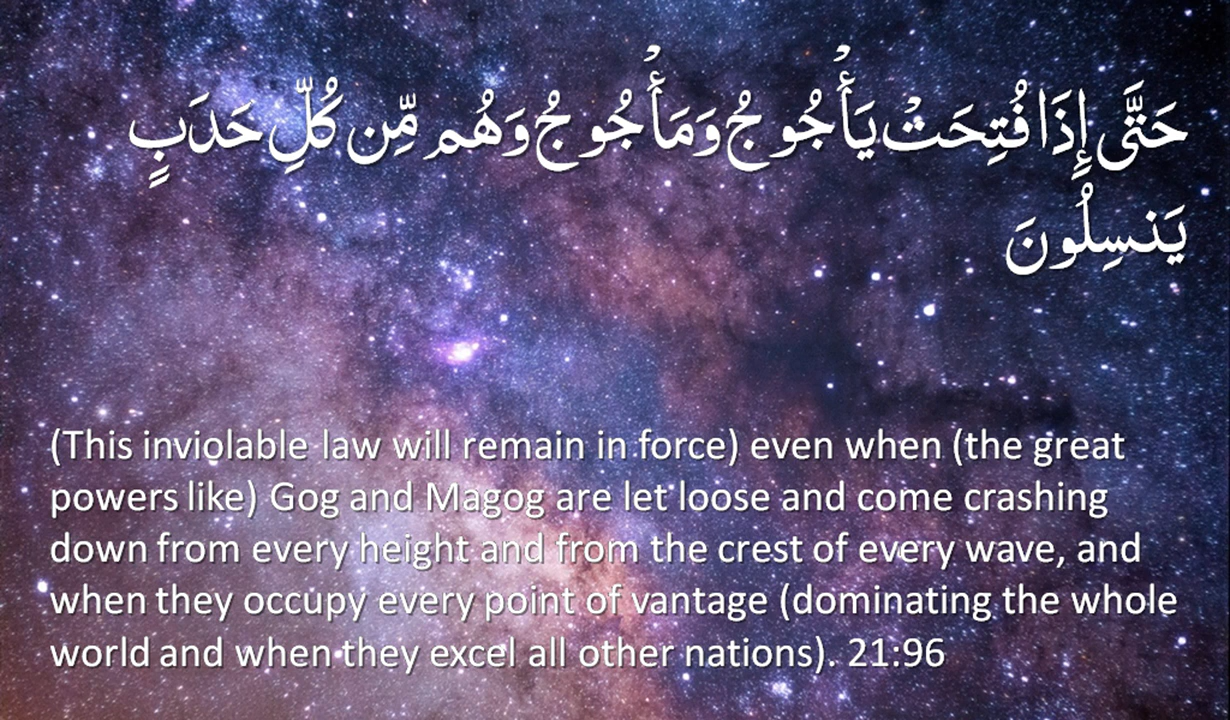 حَتَّى إِذَا فُتِحَتْ يَأْجُوجُ وَمَأْجُوجُ وَهُم مِّن كُلِّ حَدَبٍ
يَنسِلُونَ
(This inviolable law will remain in force) even when (the great
powers like) Gog and Magog are let loose and come crashing
down from every height and from the crest of every wave, and
when they occupy every point of vantage (dominating the whole
world and when they excel all other nations). 21:96